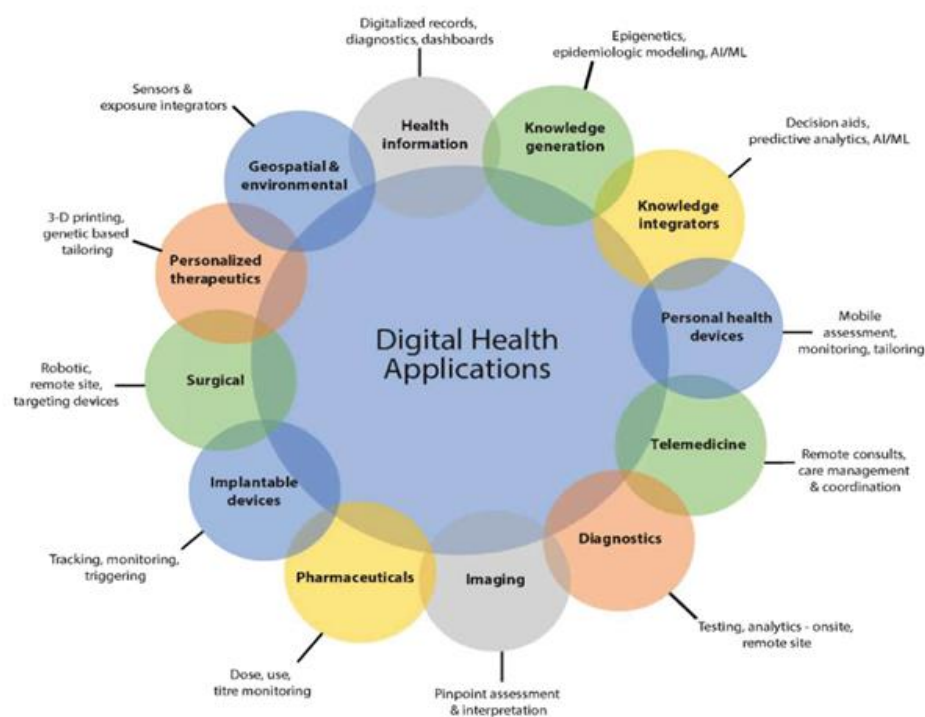 Digitalized records,
diagnostics, dashboards
Epigenetics,
epidemiologic modeling, AI/ML
Sensors &
exposure integrators
Health
information
Knowledge
generation
Decision aids,
predictive analytics, AI/ML
Geospatial &
environmental
Knowledge
integrators
3-D printing,
genetic based
tailoring
Personalized
therapeutics
Personal health
devices
Mobile
assessment,
monitoring, tailoring
Digital Health
Applications
Robotic,
remote site,
targeting devices
Surgical
Telemedicine
Remote consults,
care management
& coordination
Implantable
devices
Diagnostics
Tracking, monitoring,
triggering
Pharmaceuticals
Imaging
Testing, analytics - onsite,
remote site
Dose, use,
titre monitoring
Pinpoint assessment
& interpretation